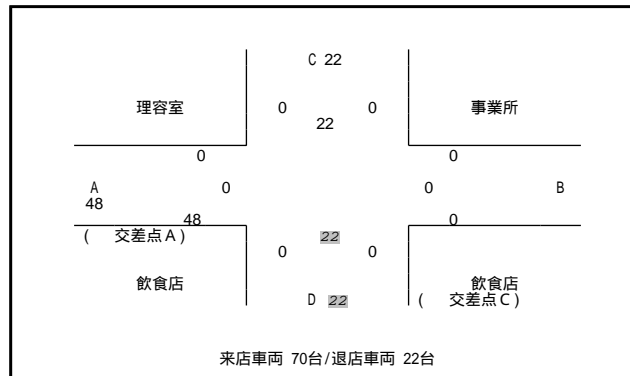 C 22
理容室 0 0 事業所
22
0 0
A 0 0 B
48
48 0
( 交差点A) 22
0 0
飲食店 飲食店
D 22 ( 交差点C)
来店車両 70台/退店車両 22台